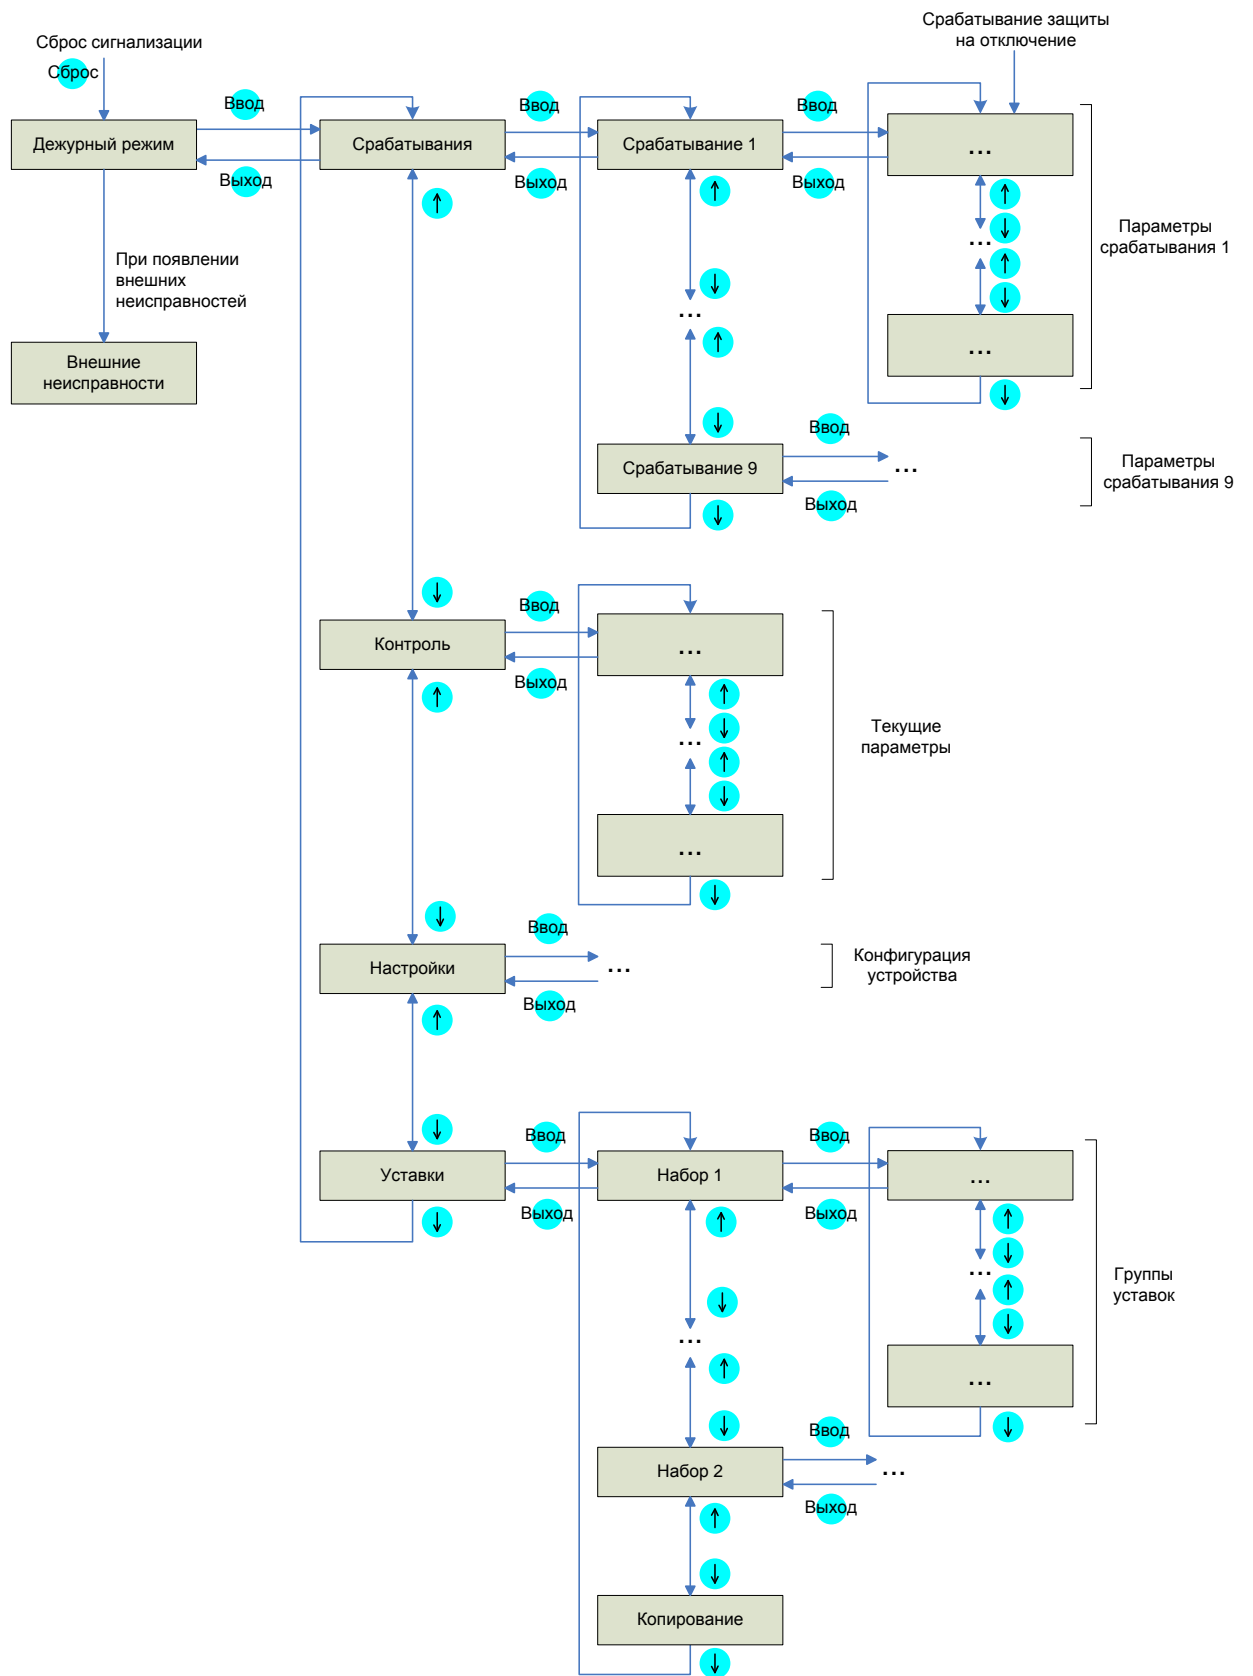 Сброс сигнализации
Сброс
Срабатывание защиты
на отключение
Ввод
Ввод
Ввод
Дежурный режим
Срабатывания
Срабатывание 1
...
Выход
Выход
Выход
При появлении
внешних
неисправностей
Параметры
срабатывания 1
...
...
Внешние
неисправности
...
Ввод
Срабатывание 9
...
Параметры
срабатывания 9
Выход
Ввод
Контроль
...
Выход
Текущие
параметры
...
...
Ввод
Настройки
...
Конфигурация
устройства
Выход
Ввод
Ввод
Уставки
Набор 1
...
Выход
Выход
...
Группы
уставок
...
...
Ввод
Набор 2
...
Выход
Копирование